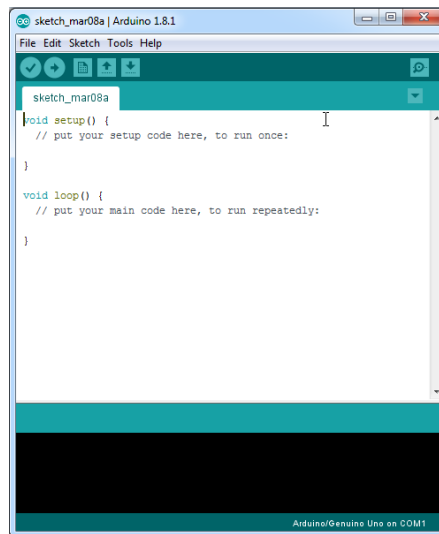 sketch_mar08a | Arduino 1.8.1
File Edit Sketch Tools Help
sketch_mar08a
void setup() {
  // put your setup code here, to run once:
}
void loop() {
  // put your main code here, to run repeatedly:
}
Arduino/Genuino Uno on COM1